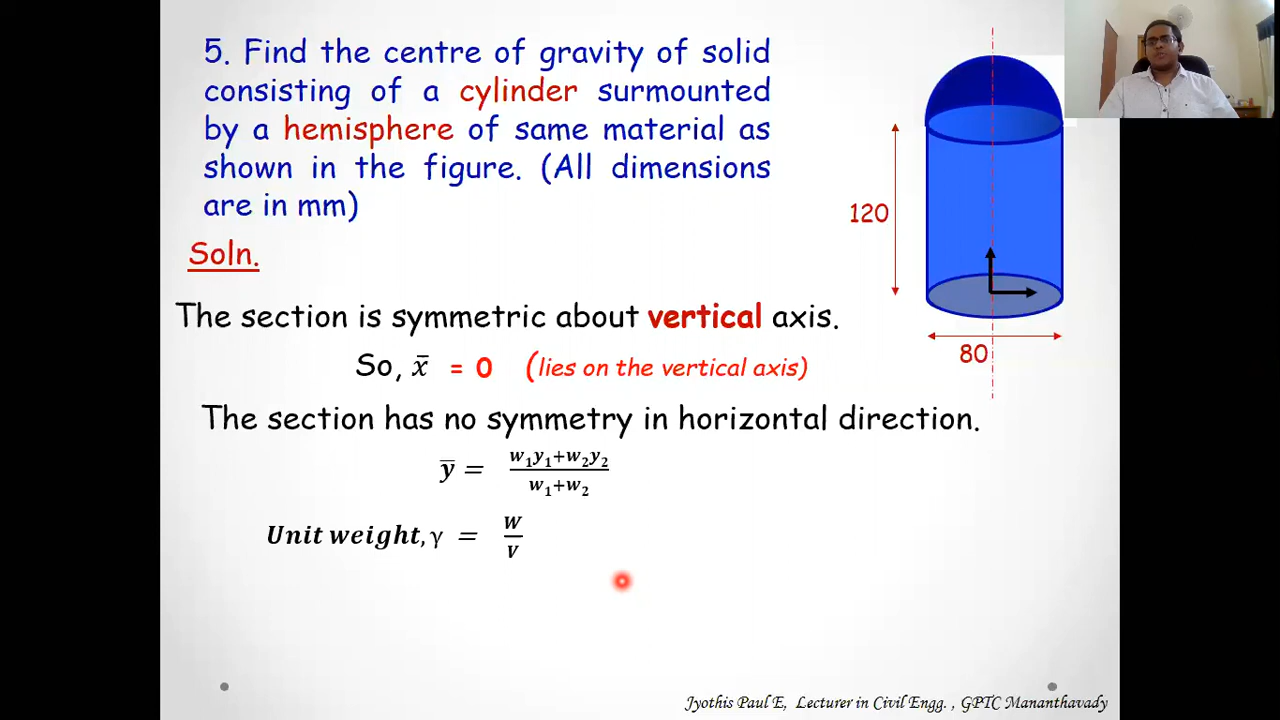 5. Find the centre of gravity of solid
consisting of a cylinder surmounted
by a hemisphere of same material as
shown in the figure. (All dimensions
are in mm)
120
80
Soln.
The section is symmetric about vertical axis.
So, x̄ = 0 (lies on the vertical axis)
The section has no symmetry in horizontal direction.
ȳ = (w₁y₁+w₂y₂)/(w₁+w₂)
Unit weight, γ = W/V
Jyothis Paul E, Lecturer in Civil Engg. , GPTC Mananthavady